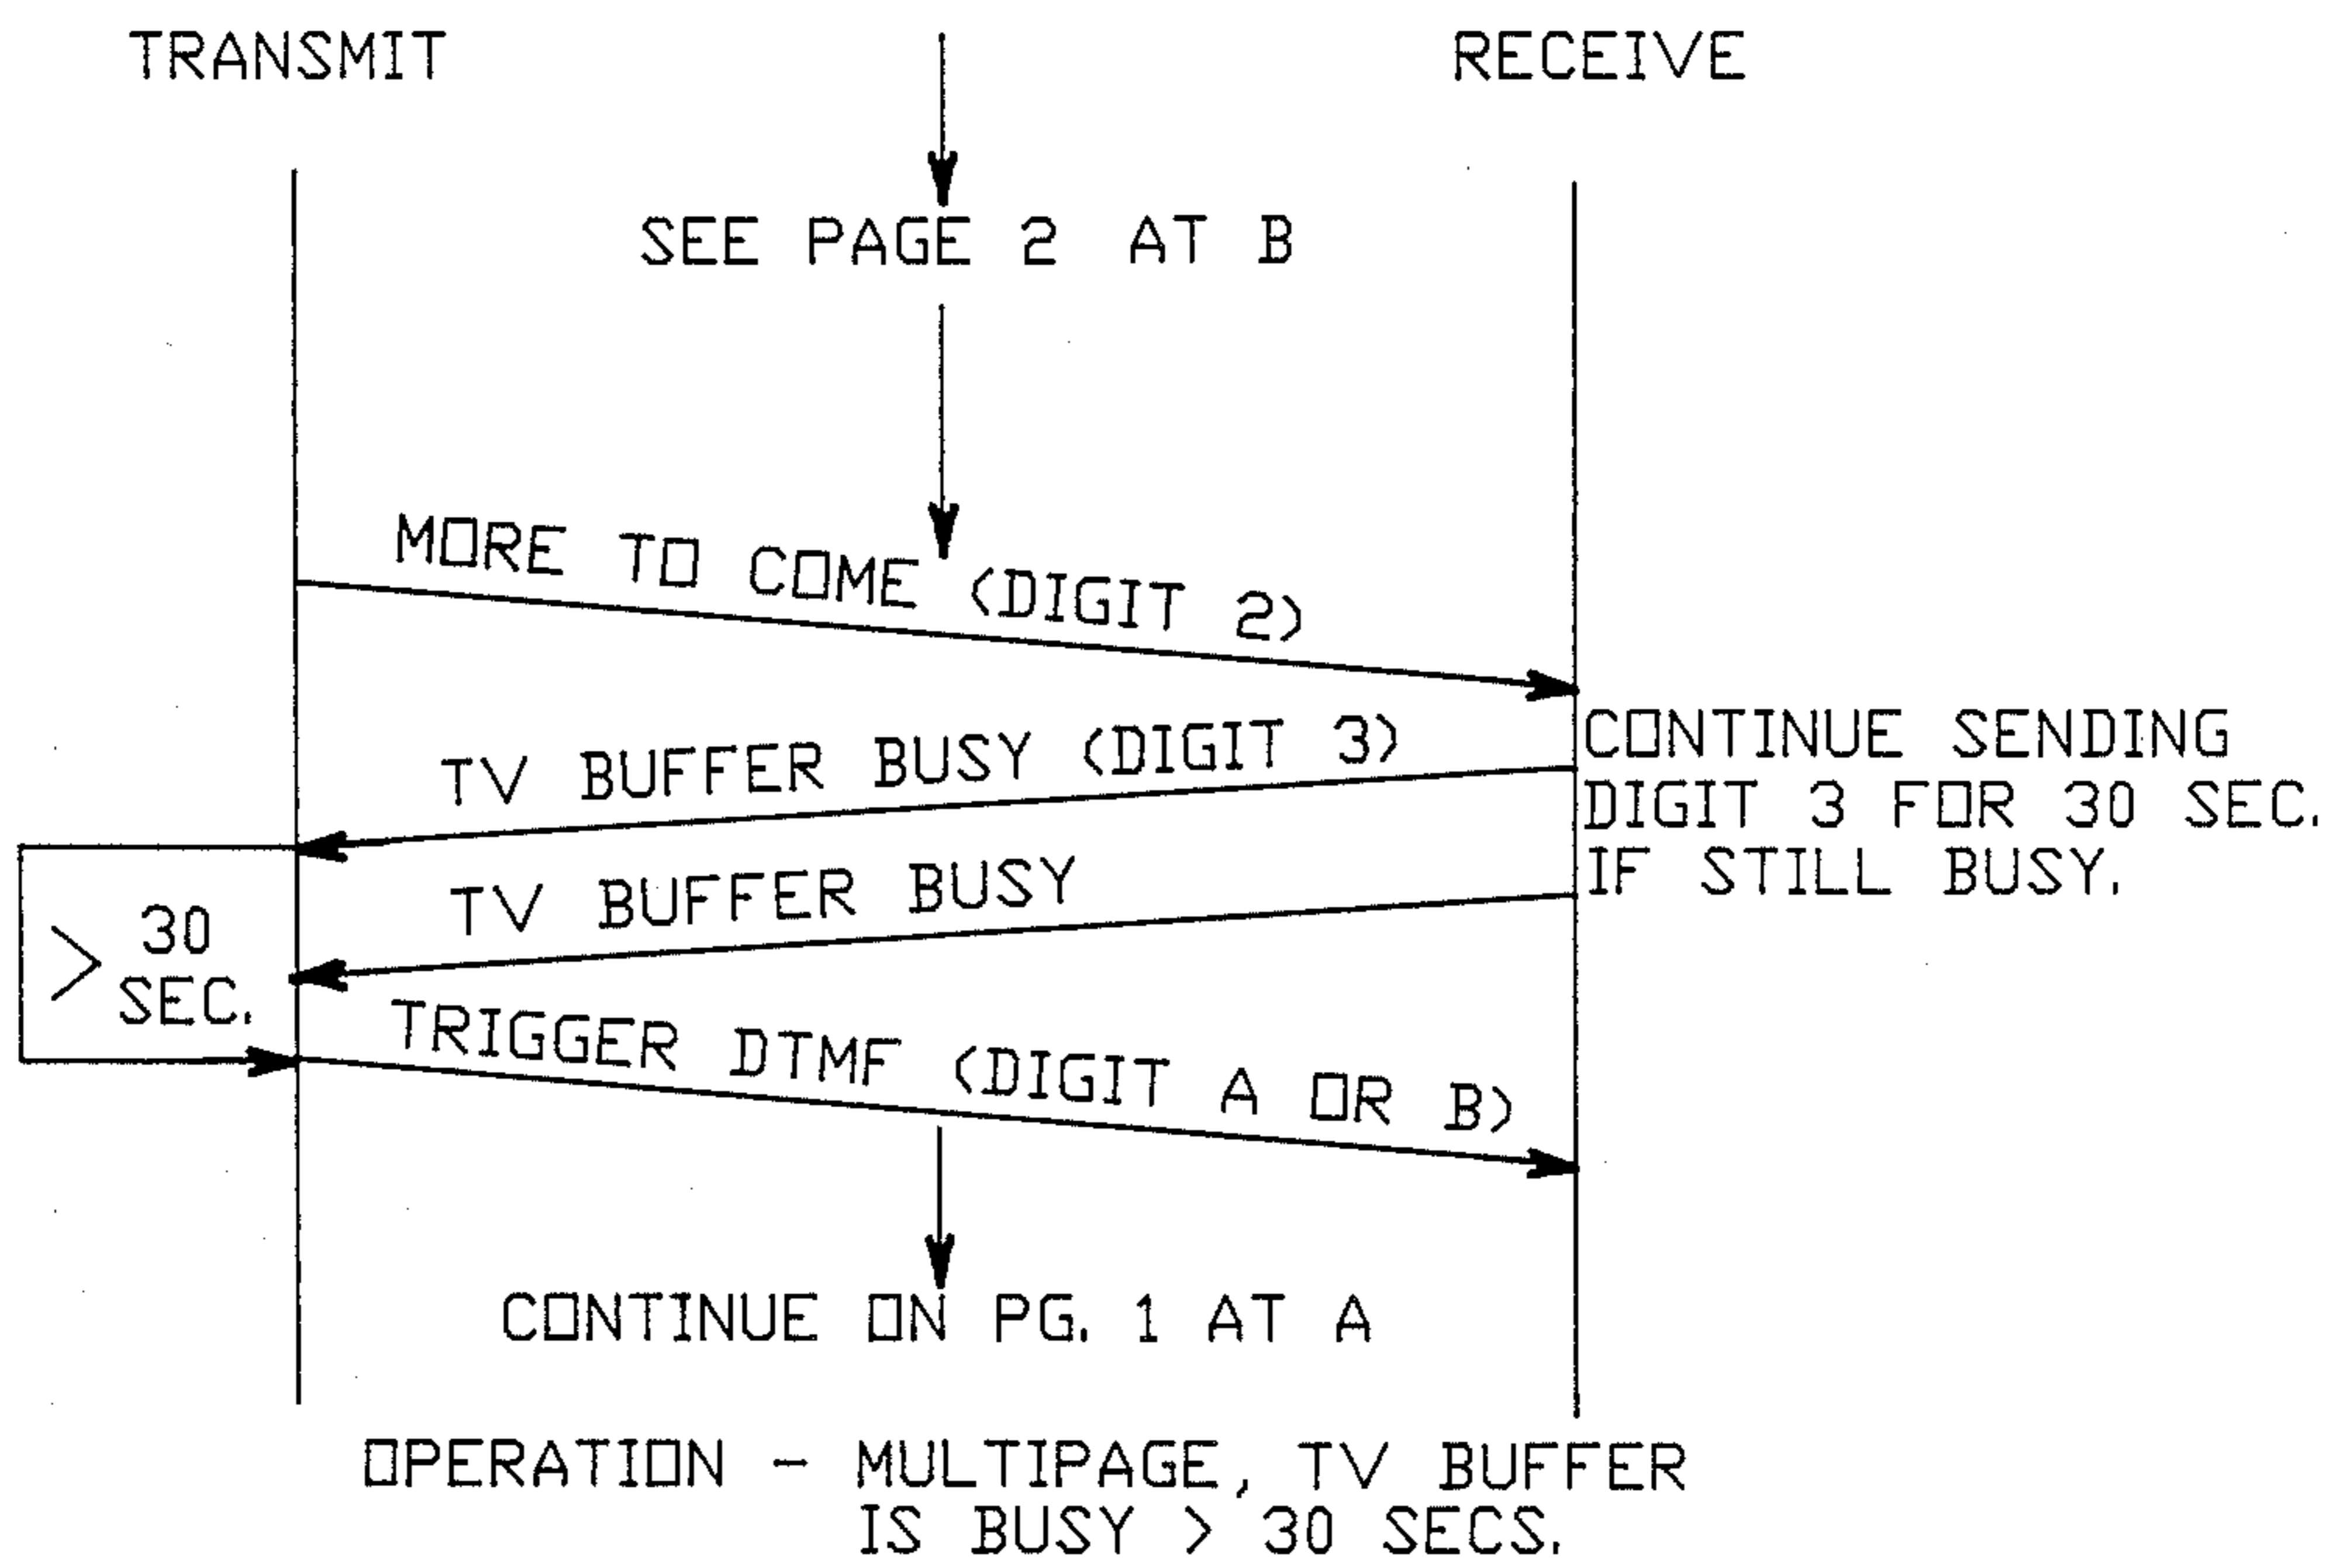 TRANSMIT
RECEIVE
SEE PAGE 2 AT B
MORE TO COME (DIGIT 2)
TV BUFFER BUSY (DIGIT 3)
CONTINUE SENDING
DIGIT 3 FOR 30 SEC.
IF STILL BUSY.
TV BUFFER BUSY
> 30
SEC.
TRIGGER DTMF (DIGIT A OR B)
CONTINUE ON PG. 1 AT A
OPERATION - MULTIPAGE, TV BUFFER
IS BUSY > 30 SECS.